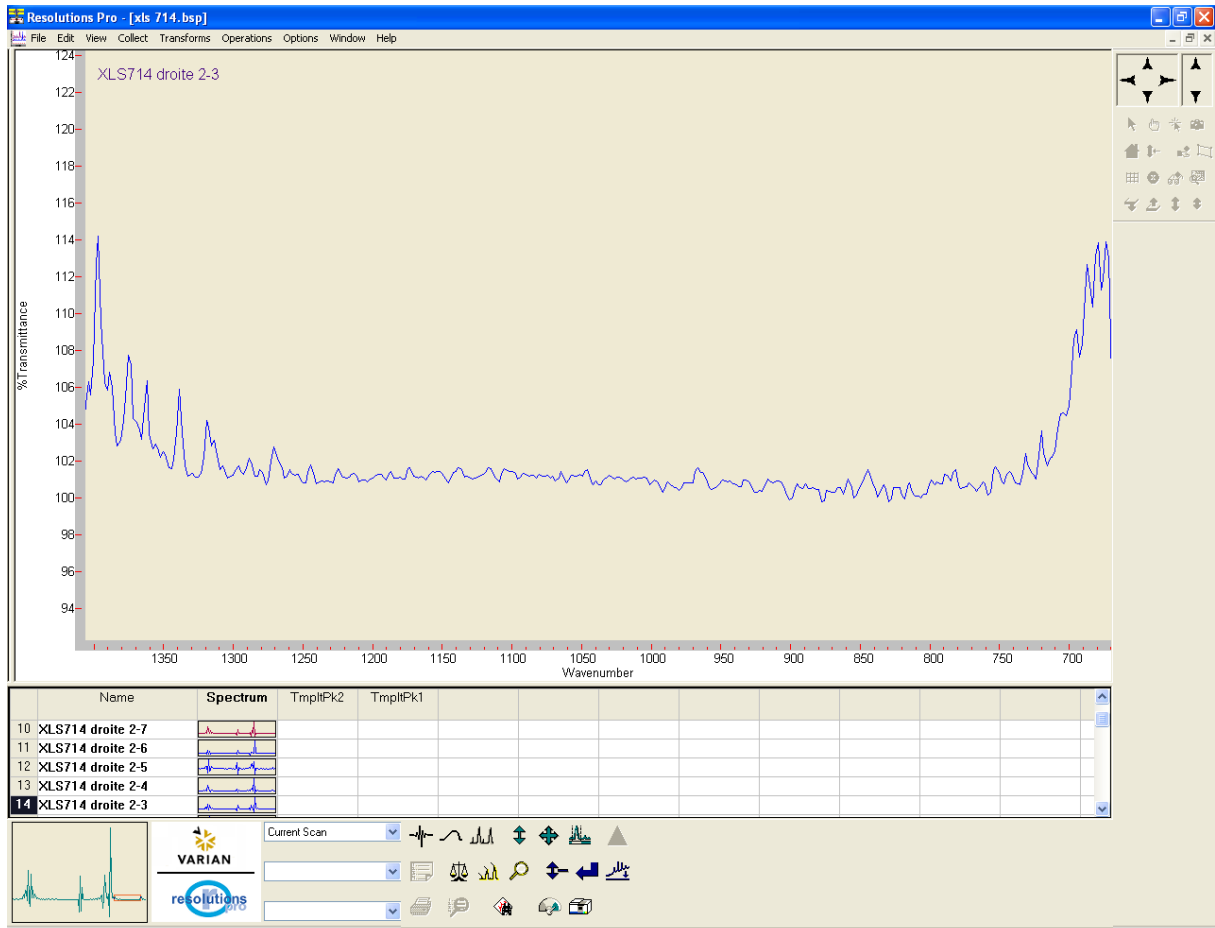 Resolutions Pro - [xls 714.bsp]
File Edit View Collect Transforms Operations Options Window Help
XLS714 droite 2-3
124
122
120
118
116
114
112
110
108
106
104
102
100
98
96
94
%Transmittance
1350 1300 1250 1200 1150 1100 1050 1000 950 900 850 800 750 700
Wavenumber
Name Spectrum TmpltPk2 TmpltPk1
10 XLS714 droite 2-7
11 XLS714 droite 2-6
12 XLS714 droite 2-5
13 XLS714 droite 2-4
14 XLS714 droite 2-3
VARIAN
resolutions
pro
Current Scan